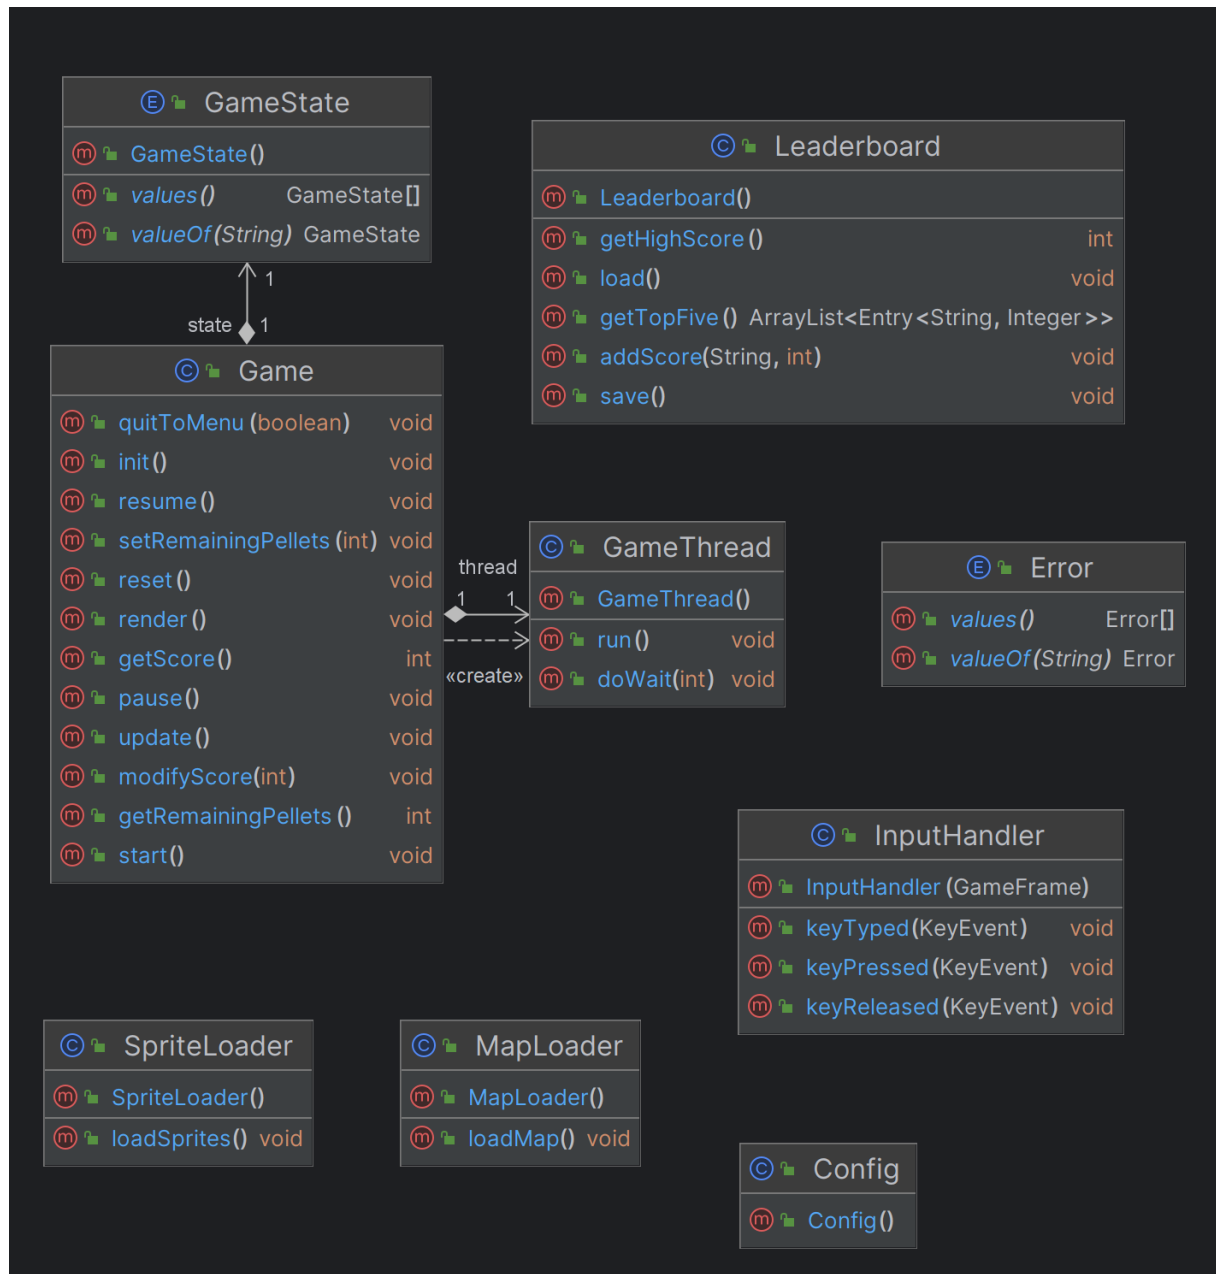 GameState
GameState()
values() GameState[]
valueOf(String) GameState
1
state 1
Game
quitToMenu(boolean) void
init() void
resume() void
setRemainingPellets(int) void
reset() void
render() void
getScore() int
pause() void
update() void
modifyScore(int) void
getRemainingPellets() int
start() void
Leaderboard
Leaderboard()
getHighScore() int
load() void
getTopFive() ArrayList<Entry<String, Integer>>
addScore(String, int) void
save() void
thread
1 1
«create»
GameThread
GameThread()
run() void
doWait(int) void
Error
values() Error[]
valueOf(String) Error
InputHandler
InputHandler(GameFrame)
keyTyped(KeyEvent) void
keyPressed(KeyEvent) void
keyReleased(KeyEvent) void
SpriteLoader
SpriteLoader()
loadSprites() void
MapLoader
MapLoader()
loadMap() void
Config
Config()